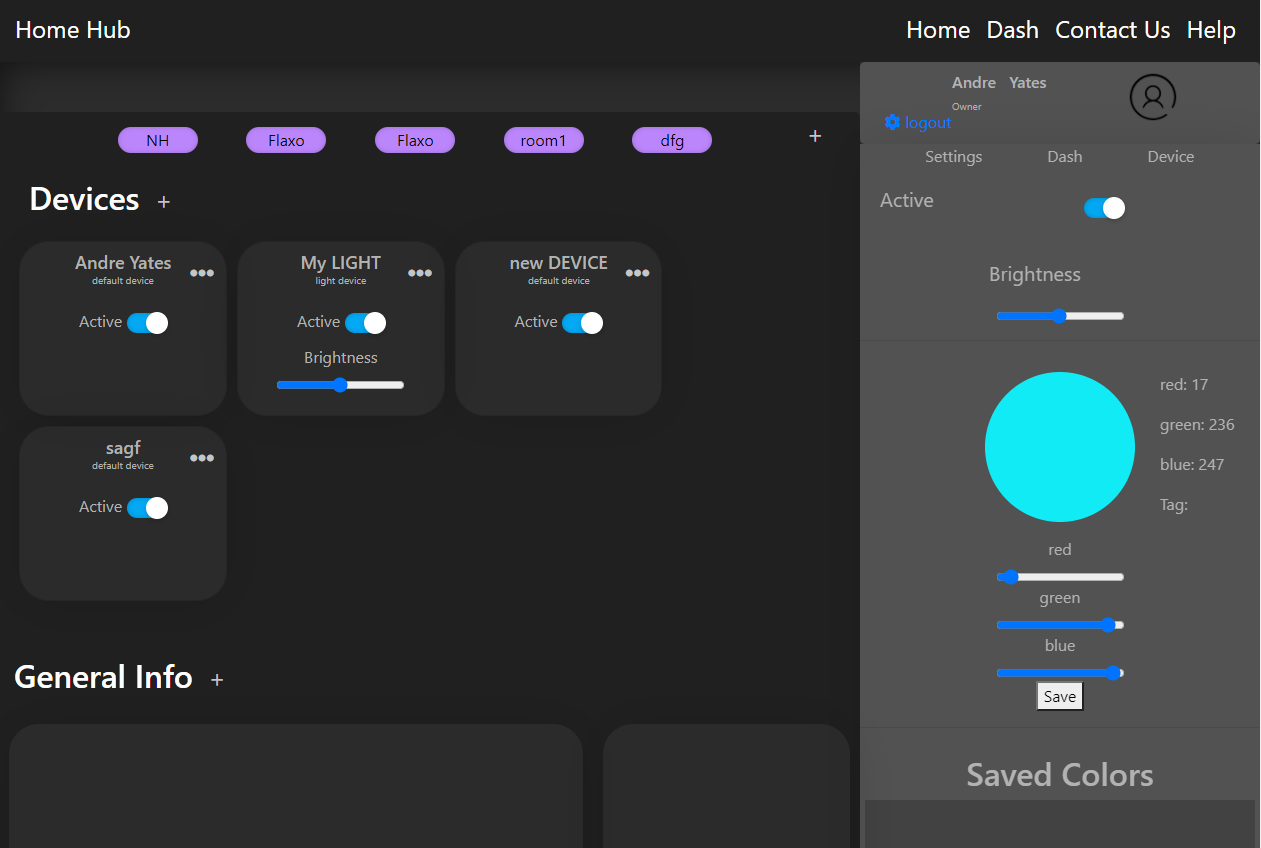 Home Hub
Home Dash Contact Us Help
Andre Yates
Owner
logout
NH Flaxo Flaxo room1 dfg +
Settings Dash Device
Devices +
Active
Andre Yates
default device
Active
My LIGHT
light device
Active
Brightness
new DEVICE
default device
Active
sagf
default device
Active
Brightness
red: 17
green: 236
blue: 247
Tag:
red
green
blue
Save
General Info +
Saved Colors